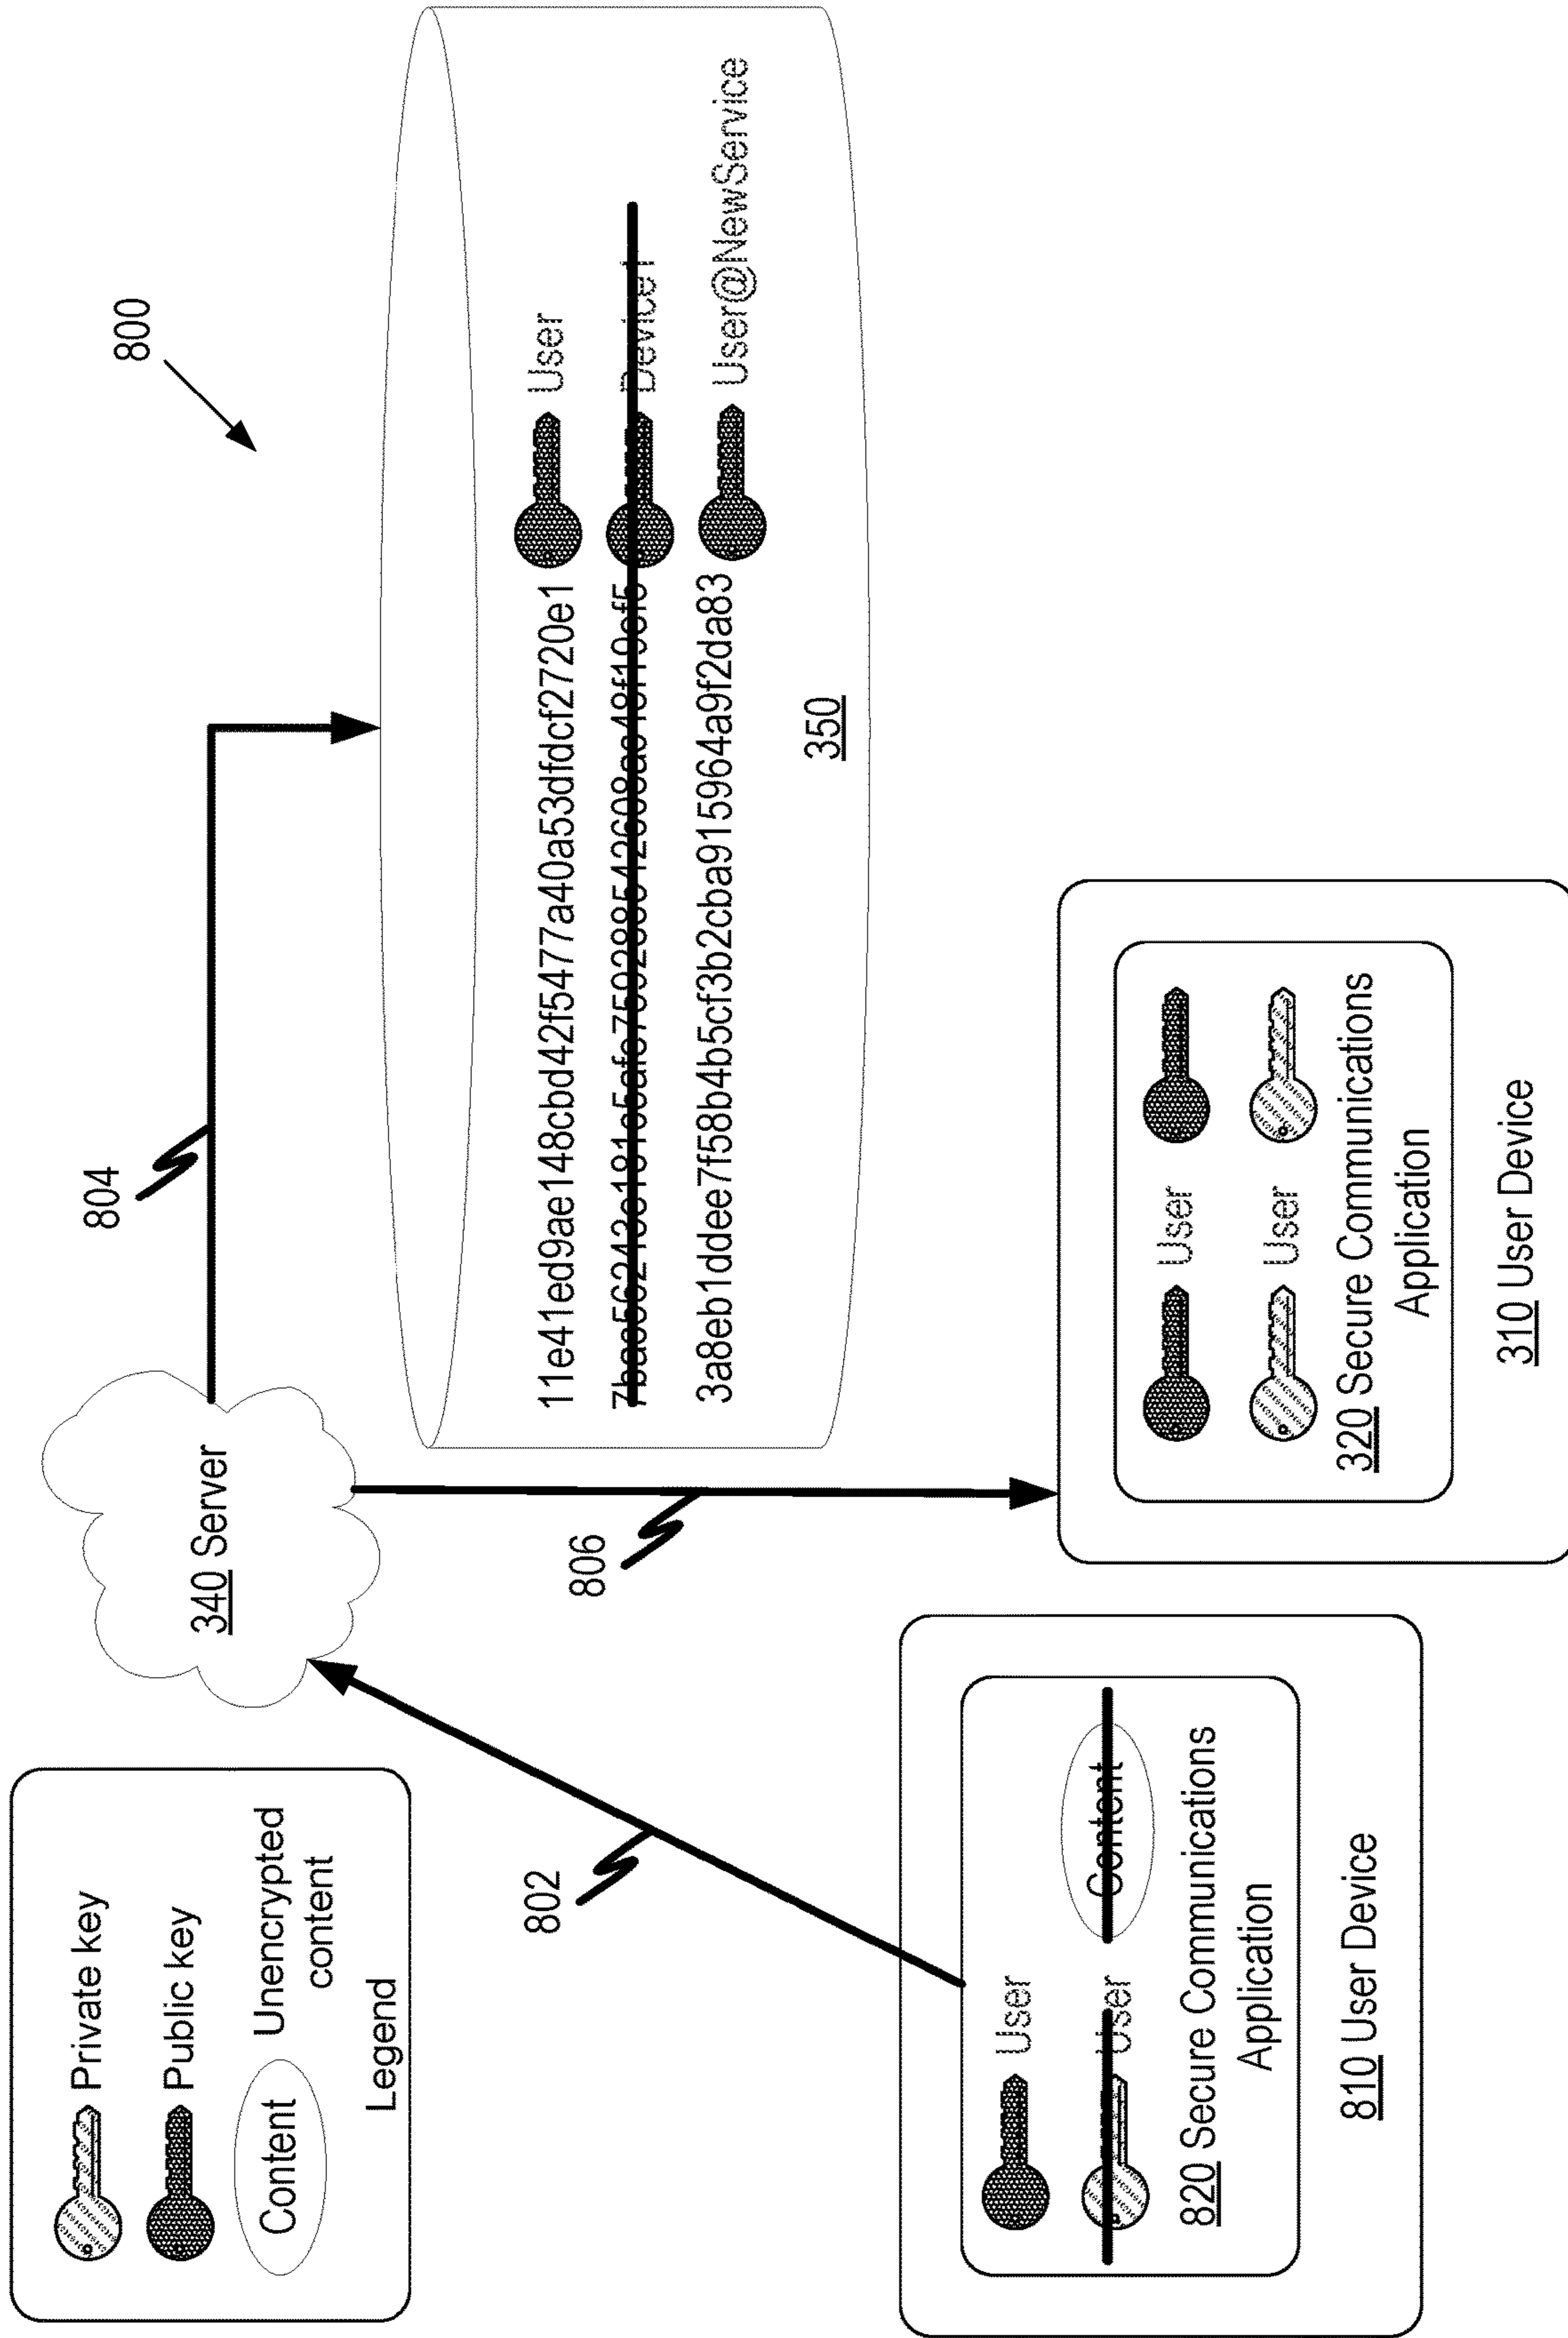 Private key
Public key
Content Unencrypted
content
Legend
340 Server
804
800
802
806
11e41ed9ae148cbd42f5477a40a53dfdcf2720e1 User
Device1
3a8eb1ddee7f58b4b5cf3b2cba915964a9f2da83 User@NewService
350
User
User Content
820 Secure Communications
Application
810 User Device
User
User
320 Secure Communications
Application
310 User Device